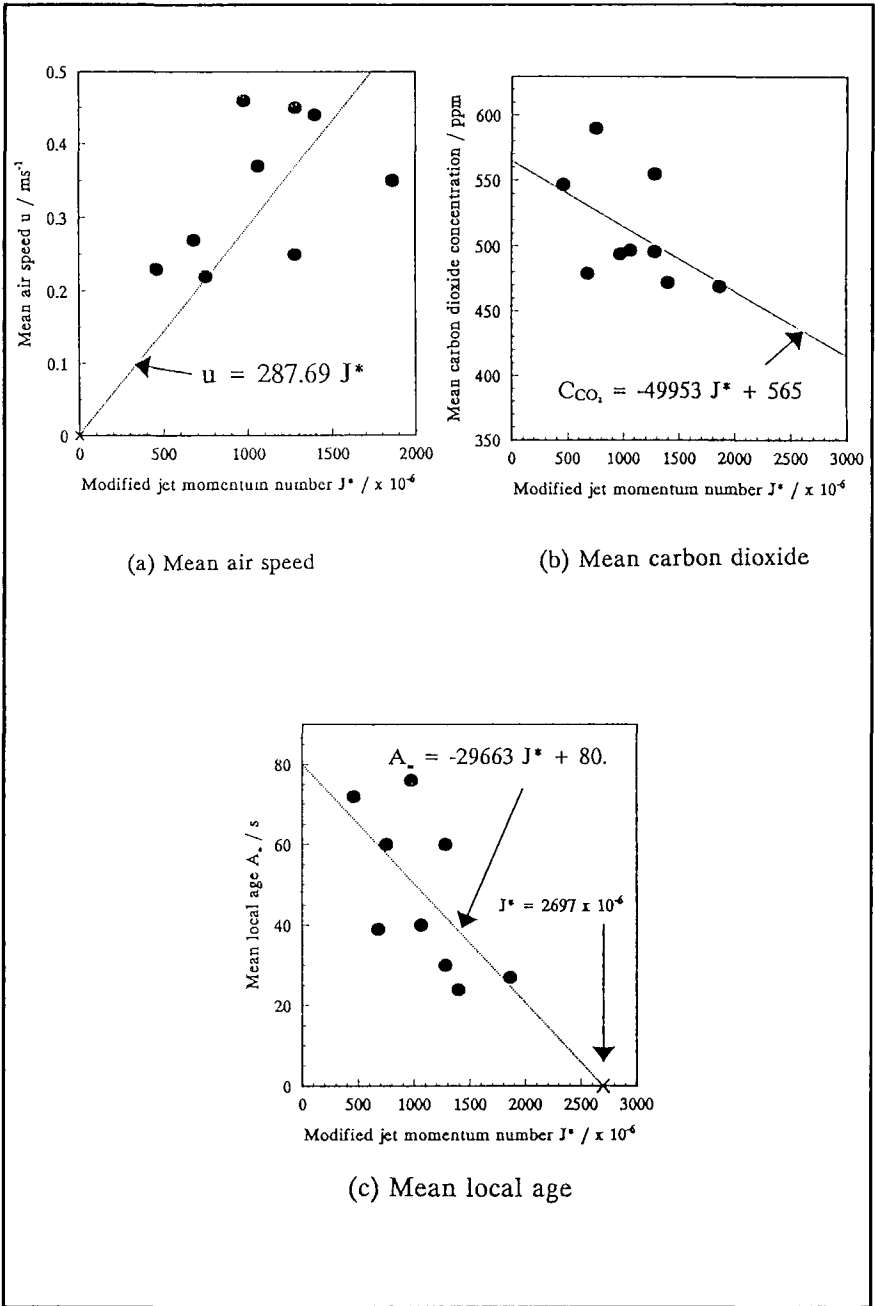 0.5
0.4
0.3
0.2
0.1
0
Mean air speed u / ms⁻¹
u = 287.69 J*
0 500 1000 1500 2000
Modified jet momentum number J* / x 10⁻⁶
(a) Mean air speed
600
550
500
450
400
350
Mean carbon dioxide concentration / ppm
C_CO₂ = -49953 J* + 565
0 500 1000 1500 2000 2500 3000
Modified jet momentum number J* / x 10⁻⁶
(b) Mean carbon dioxide
80
60
40
20
0
Mean local age A∞ / s
A∞ = -29663 J* + 80.
J* = 2697 x 10⁻⁶
0 500 1000 1500 2000 2500 3000
Modified jet momentum number J* / x 10⁻⁶
(c) Mean local age